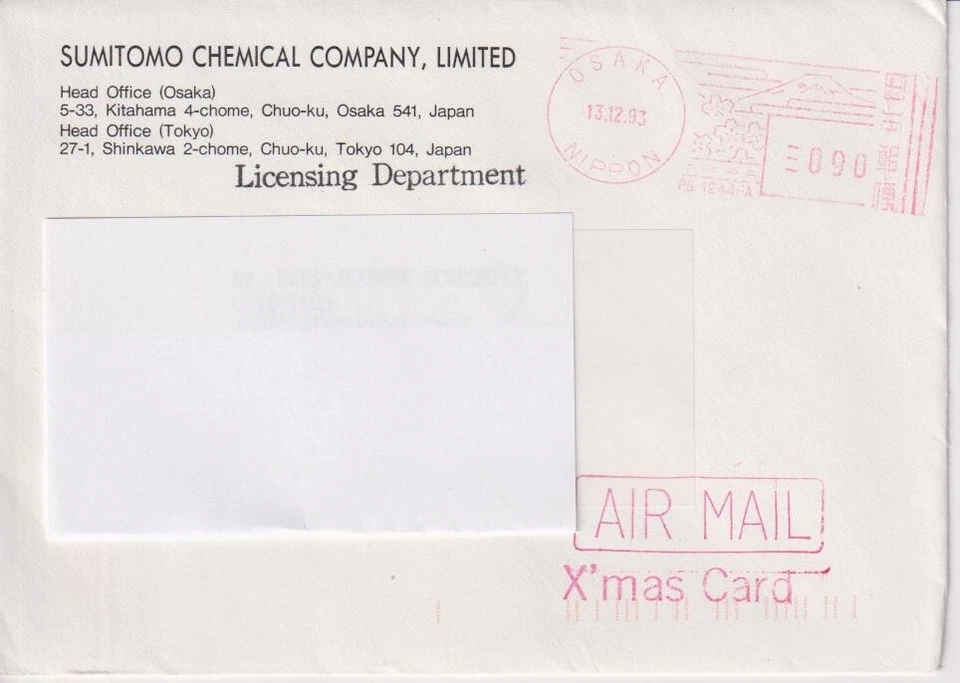 SUMITOMO CHEMICAL COMPANY, LIMITED
Head Office (Osaka)
5-33, Kitahama 4-chome, Chuo-ku, Osaka 541, Japan
Head Office (Tokyo)
27-1, Shinkawa 2-chome, Chuo-ku, Tokyo 104, Japan
Licensing Department
OSAKA
13.12.93
NIPPON
090
日本郵便
AIR MAIL
X'mas Card